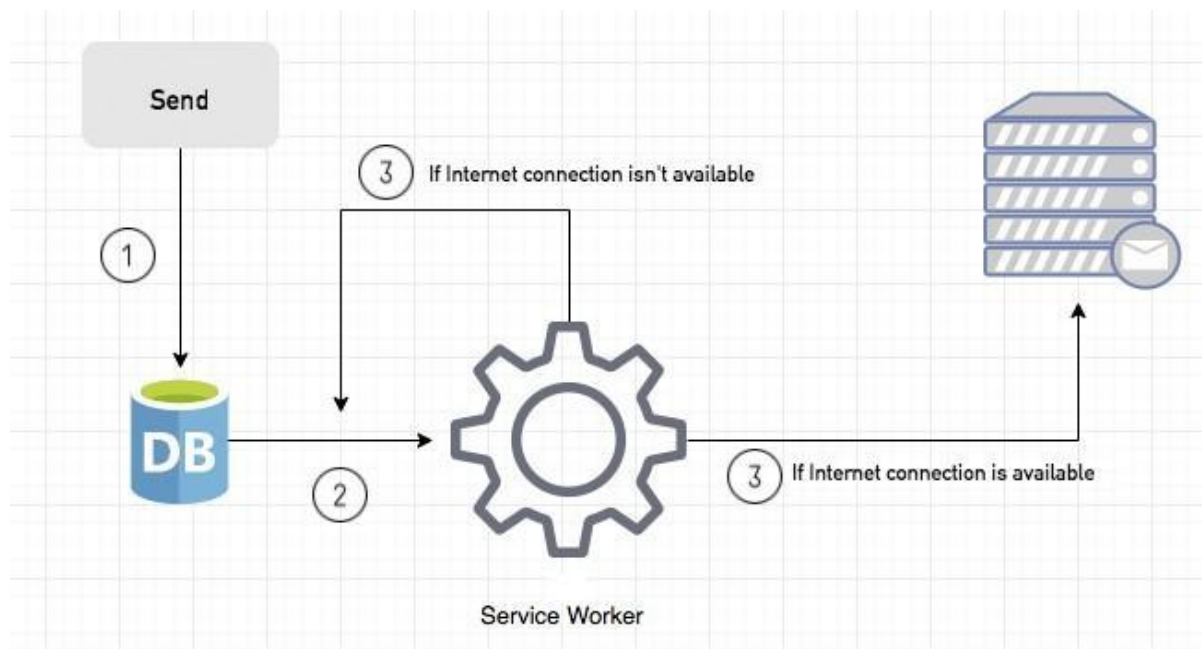 Send
3
If Internet connection isn't available
1
DB
2
3
If Internet connection is available
Service Worker